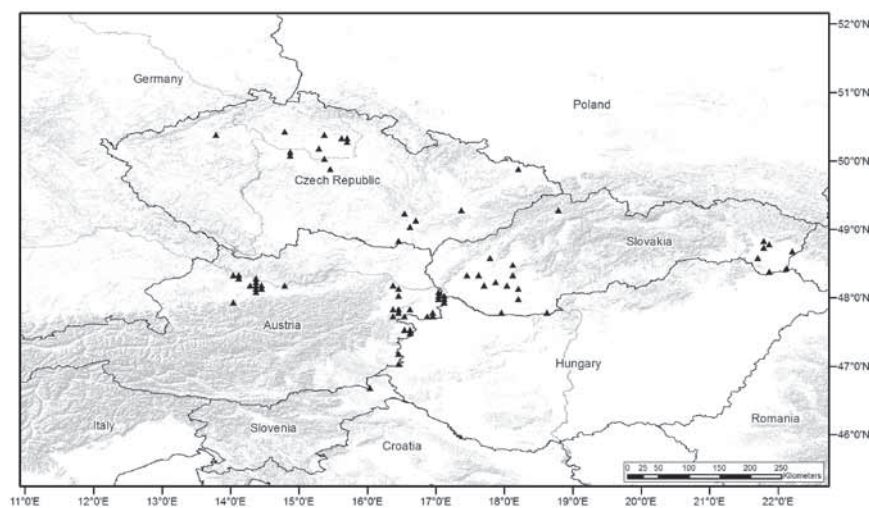 52°0'N
Germany
51°0'N
Poland
50°0'N
Czech Republic
49°0'N
Slovakia
48°0'N
Austria
Hungary
47°0'N
Italy
Slovenia
Croatia
Romania
46°0'N
45°0'N
0 25 50 100 150 200 250
Kilometers
11°0'E 12°0'E 13°0'E 14°0'E 15°0'E 16°0'E 17°0'E 18°0'E 19°0'E 20°0'E 21°0'E 22°0'E